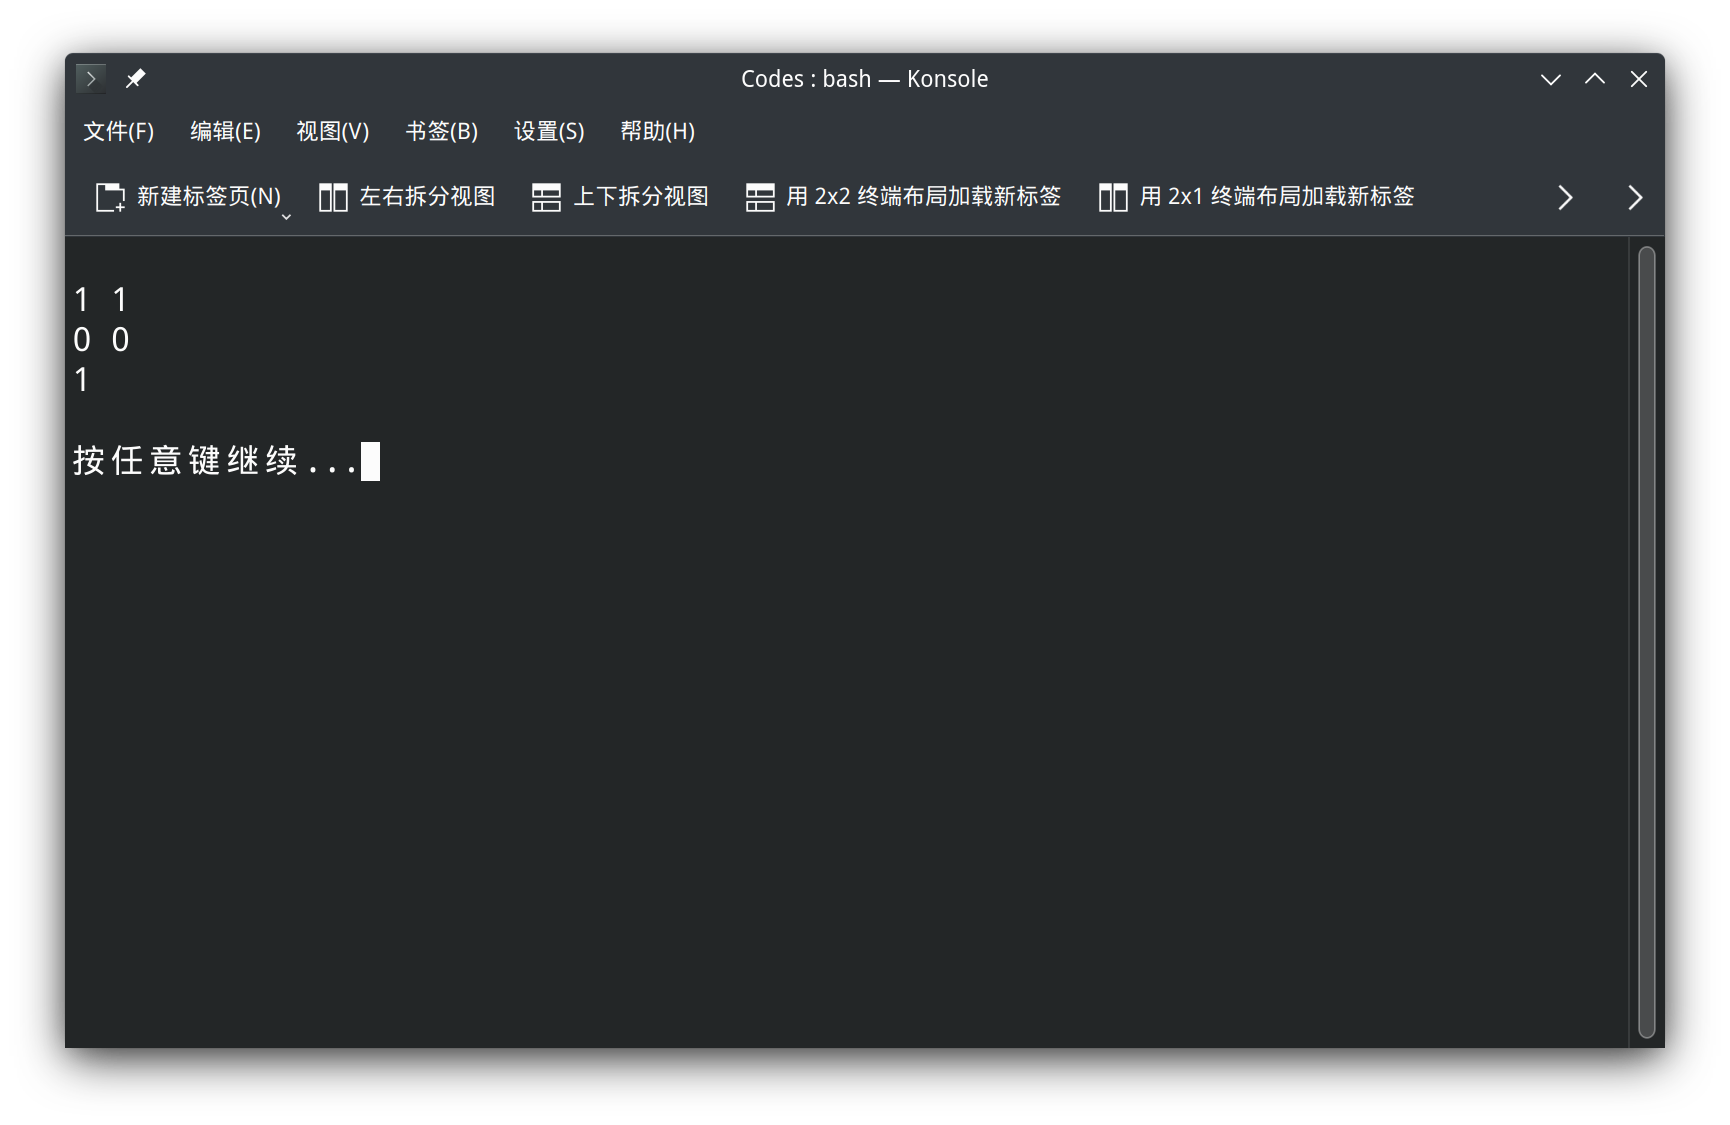 Codes : bash — Konsole
文件(F) 编辑(E) 视图(V) 书签(B) 设置(S) 帮助(H)
新建标签页(N) 左右拆分视图 上下拆分视图 用 2x2 终端布局加载新标签 用 2x1 终端布局加载新标签
1 1
0 0
1
按任意键继续...